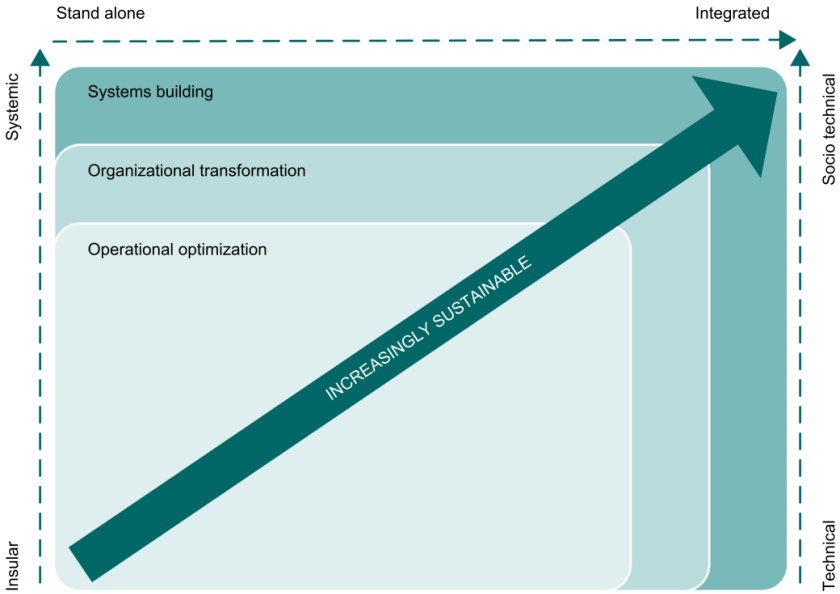 Stand alone
Integrated
Systemic
Socio technical
Systems building
Organizational transformation
Operational optimization
INCREASINGLY SUSTAINABLE
Insular
Technical